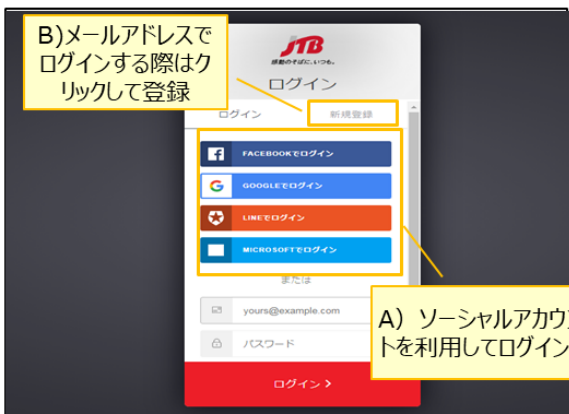 B)メールアドレスで
ログインする際はク
リックして登録
JTB
感動のそばに、いつも。
ログイン
ログイン
新規登録
FACEBOOKでログイン
GOOGLEでログイン
LINEでログイン
MICROSOFTでログイン
または
yours@example.com
パスワード
A) ソーシャルアカウン
トを利用してログイン
ログイン >